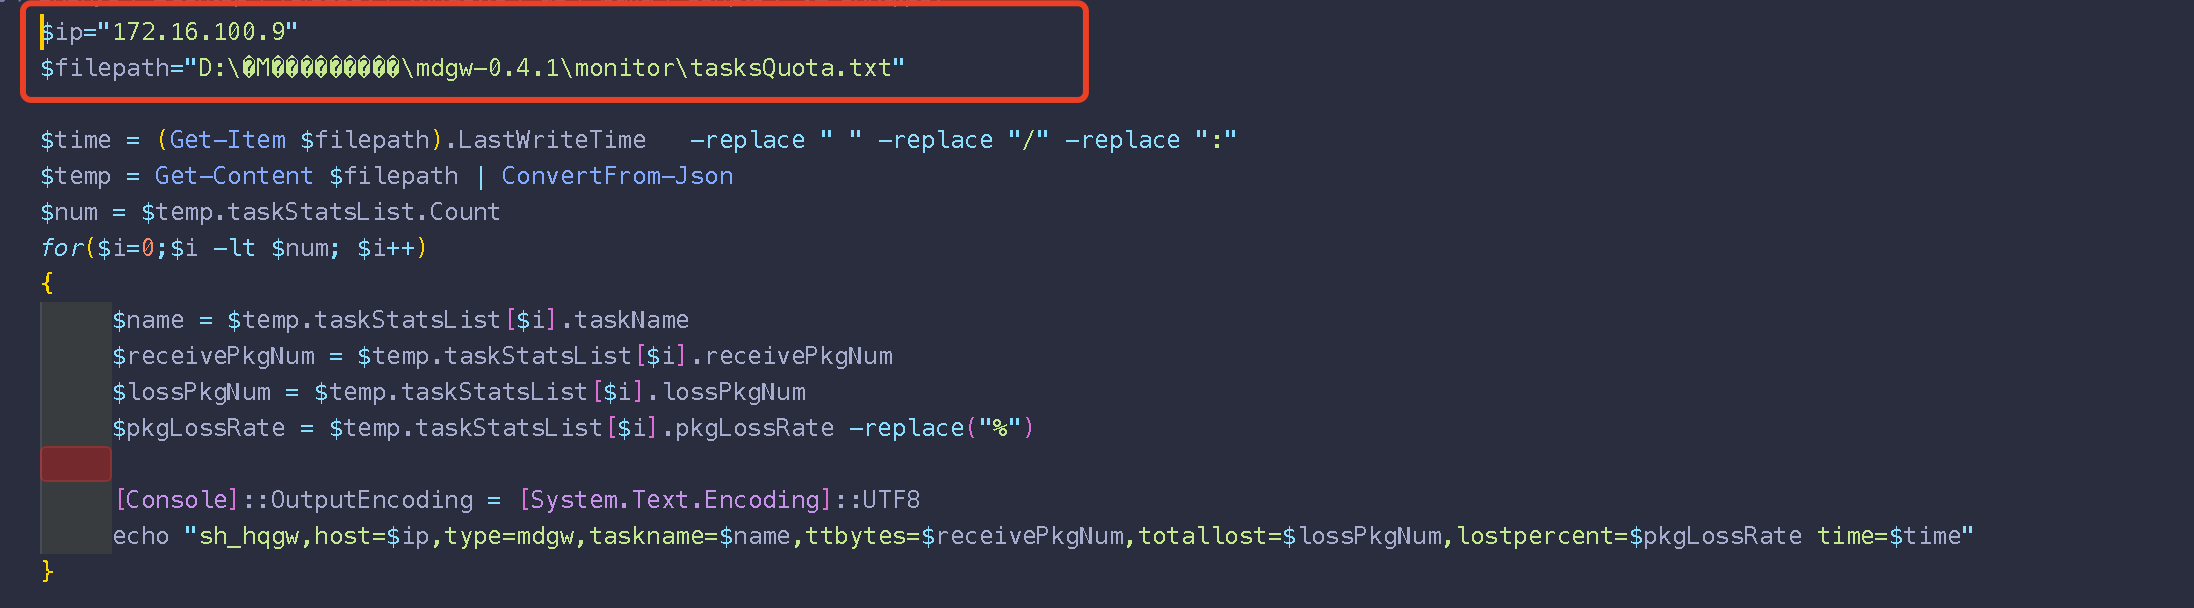 $ip="172.16.100.9"
$filepath="D:\�M���������\mdgw-0.4.1\monitor\tasksQuota.txt"
$time = (Get-Item $filepath).LastWriteTime   -replace " " -replace "/" -replace ":"
$temp = Get-Content $filepath | ConvertFrom-Json
$num = $temp.taskStatsList.Count
for($i=0;$i -lt $num; $i++)
{
$name = $temp.taskStatsList[$i].taskName
$receivePkgNum = $temp.taskStatsList[$i].receivePkgNum
$lossPkgNum = $temp.taskStatsList[$i].lossPkgNum
$pkgLossRate = $temp.taskStatsList[$i].pkgLossRate -replace("%")
[Console]::OutputEncoding = [System.Text.Encoding]::UTF8
echo "sh_hqgw,host=$ip,type=mdgw,taskname=$name,ttbytes=$receivePkgNum,totallost=$lossPkgNum,lostpercent=$pkgLossRate time=$time"
}